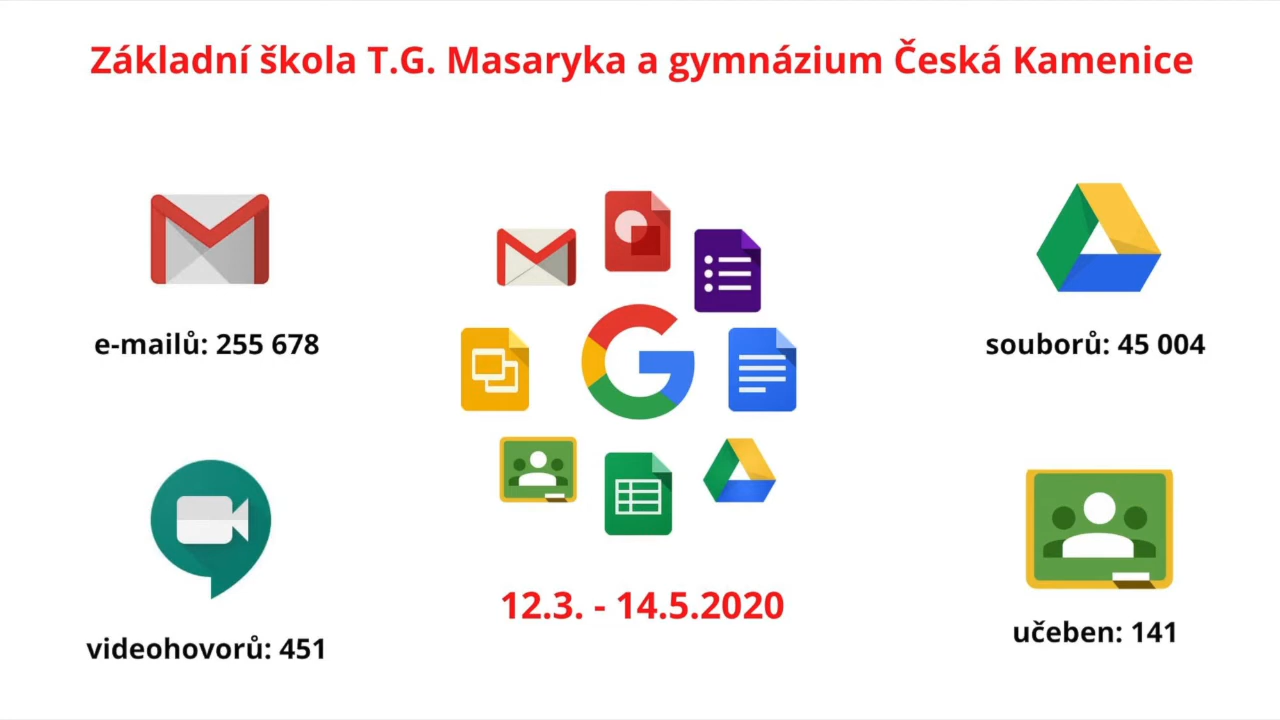 Základní škola T.G. Masaryka a gymnázium Česká Kamenice
e-mailů: 255 678
souborů: 45 004
12.3. - 14.5.2020
videohovorů: 451
učeben: 141